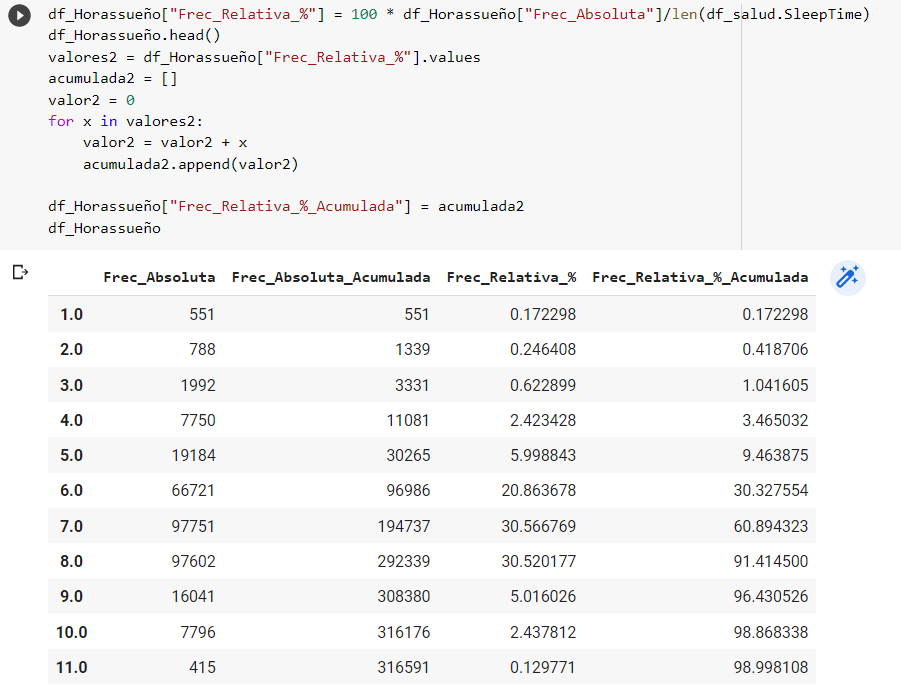 df_Horassueño["Frec_Relativa_%"] = 100 * df_Horassueño["Frec_Absoluta"]/len(df_salud.SleepTime)
df_Horassueño.head()
valores2 = df_Horassueño["Frec_Relativa_%"].values
acumulada2 = []
valor2 = 0
for x in valores2:
    valor2 = valor2 + x
    acumulada2.append(valor2)
df_Horassueño["Frec_Relativa_%_Acumulada"] = acumulada2
df_Horassueño
Frec_Absoluta Frec_Absoluta_Acumulada Frec_Relativa_% Frec_Relativa_%_Acumulada
1.0 551 551 0.172298 0.172298
2.0 788 1339 0.246408 0.418706
3.0 1992 3331 0.622899 1.041605
4.0 7750 11081 2.423428 3.465032
5.0 19184 30265 5.998843 9.463875
6.0 66721 96986 20.863678 30.327554
7.0 97751 194737 30.566769 60.894323
8.0 97602 292339 30.520177 91.414500
9.0 16041 308380 5.016026 96.430526
10.0 7796 316176 2.437812 98.868338
11.0 415 316591 0.129771 98.998108